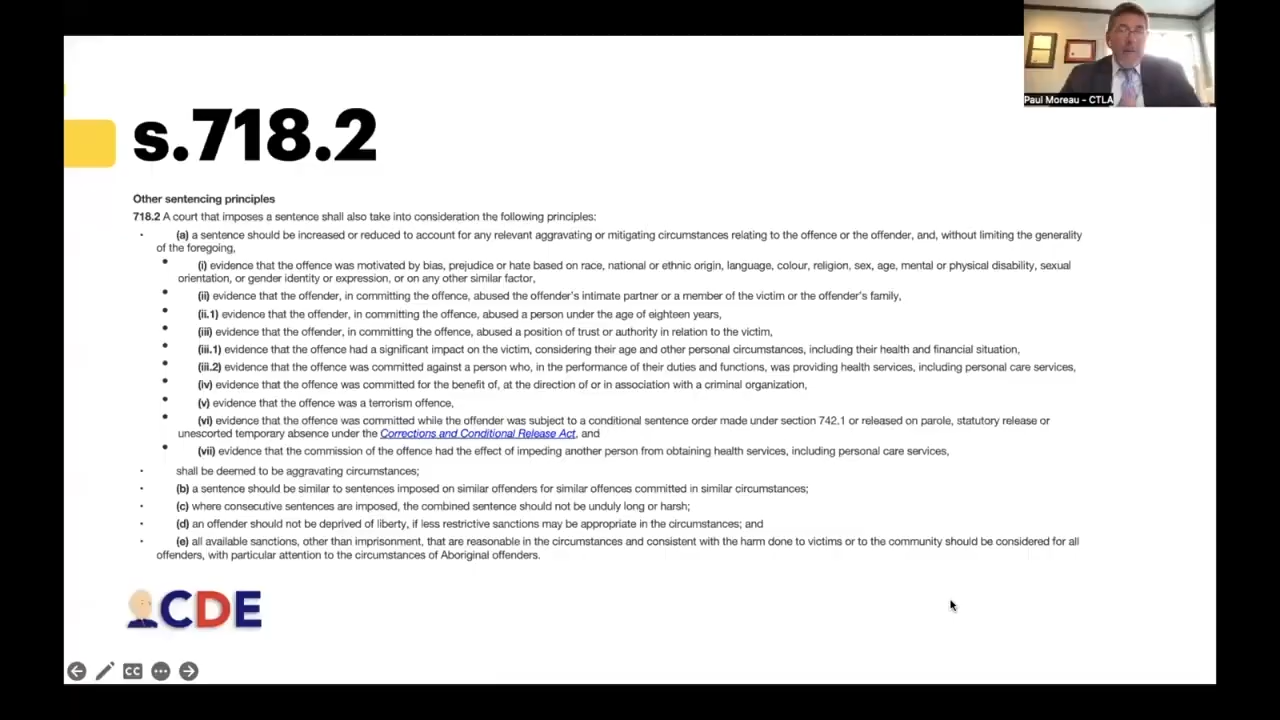 Paul Moreau - CTLA
s.718.2
Other sentencing principles
718.2 A court that imposes a sentence shall also take into consideration the following principles:
(a) a sentence should be increased or reduced to account for any relevant aggravating or mitigating circumstances relating to the offence or the offender, and, without limiting the generality
of the foregoing,
(i) evidence that the offence was motivated by bias, prejudice or hate based on race, national or ethnic origin, language, colour, religion, sex, age, mental or physical disability, sexual
orientation, or gender identity or expression, or on any other similar factor,
(ii) evidence that the offender, in committing the offence, abused the offender's intimate partner or a member of the victim or the offender's family,
(ii.1) evidence that the offender, in committing the offence, abused a person under the age of eighteen years,
(iii) evidence that the offender, in committing the offence, abused a position of trust or authority in relation to the victim,
(iii.1) evidence that the offence had a significant impact on the victim, considering their age and other personal circumstances, including their health and financial situation,
(iii.2) evidence that the offence was committed against a person who, in the performance of their duties and functions, was providing health services, including personal care services,
(iv) evidence that the offence was committed for the benefit of, at the direction of or in association with a criminal organization,
(v) evidence that the offence was a terrorism offence,
(vi) evidence that the offence was committed while the offender was subject to a conditional sentence order made under section 742.1 or released on parole, statutory release or
unescorted temporary absence under the Corrections and Conditional Release Act, and
(vii) evidence that the commission of the offence had the effect of impeding another person from obtaining health services, including personal care services,
shall be deemed to be aggravating circumstances;
(b) a sentence should be similar to sentences imposed on similar offenders for similar offences committed in similar circumstances;
(c) where consecutive sentences are imposed, the combined sentence should not be unduly long or harsh;
(d) an offender should not be deprived of liberty, if less restrictive sanctions may be appropriate in the circumstances; and
(e) all available sanctions, other than imprisonment, that are reasonable in the circumstances and consistent with the harm done to victims or to the community should be considered for all
offenders, with particular attention to the circumstances of Aboriginal offenders.
CDE
CC